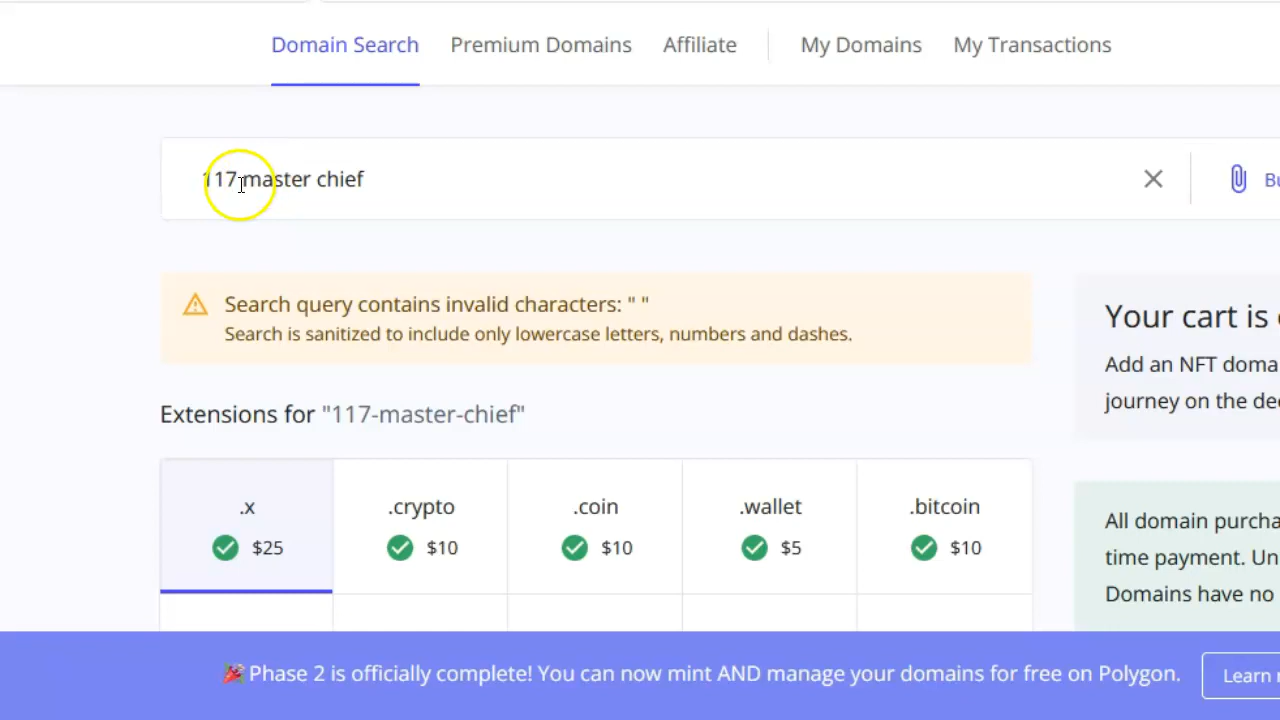 Domain Search Premium Domains Affiliate My Domains My Transactions
117-master chief
Search query contains invalid characters: " "
Search is sanitized to include only lowercase letters, numbers and dashes.
Your cart is
Add an NFT
journey on the
Extensions for "117-master-chief"
.x .crypto .coin .wallet .bitcoin
$25 $10 $10 $5 $10
All domain
time payment.
Domains have no
🎉Phase 2 is officially complete! You can now mint AND manage your domains for free on Polygon.
Learn